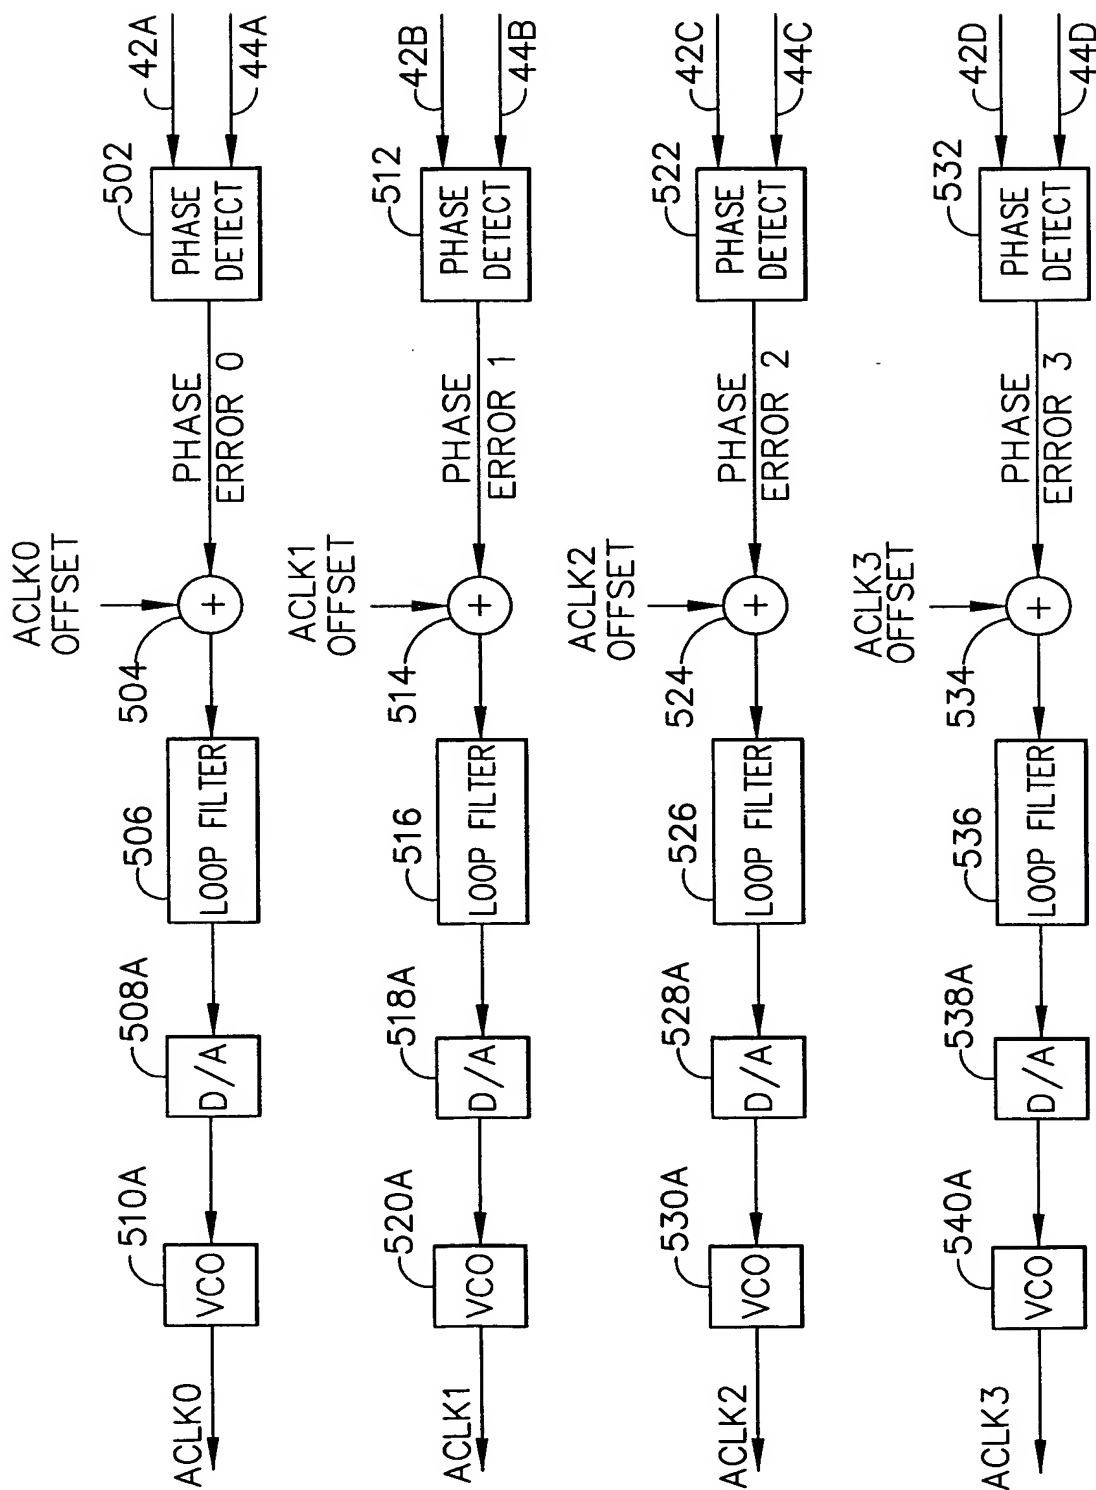 42A
44A
502
PHASE
DETECT
PHASE
ERROR 0
ACLK0
OFFSET
+
504
506
LOOP FILTER
508A
D/A
510A
VCO
ACLK0
42B
44B
512
PHASE
DETECT
PHASE
ERROR 1
ACLK1
OFFSET
+
514
516
LOOP FILTER
518A
D/A
520A
VCO
ACLK1
42C
44C
522
PHASE
DETECT
PHASE
ERROR 2
ACLK2
OFFSET
+
524
526
LOOP FILTER
528A
D/A
530A
VCO
ACLK2
42D
44D
532
PHASE
DETECT
PHASE
ERROR 3
ACLK3
OFFSET
+
534
536
LOOP FILTER
538A
D/A
540A
VCO
ACLK3